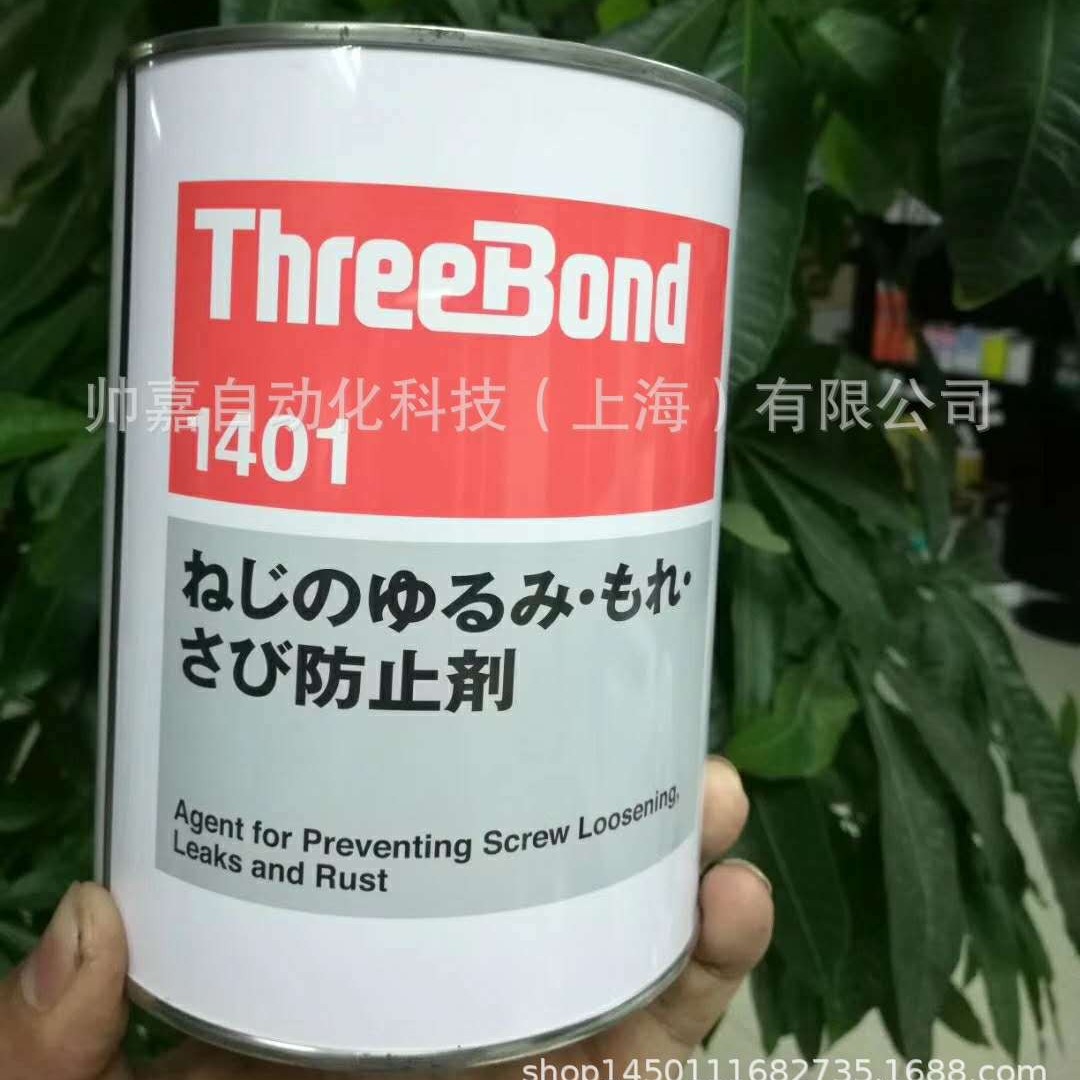 ThreeBond
帅嘉自动化科技（上海）有限公司
1401
ねじのゆるみ・もれ・
さび防止剤
Agent for Preventing Screw Loosening,
Leaks and Rust
shop1450111682735.1688.com